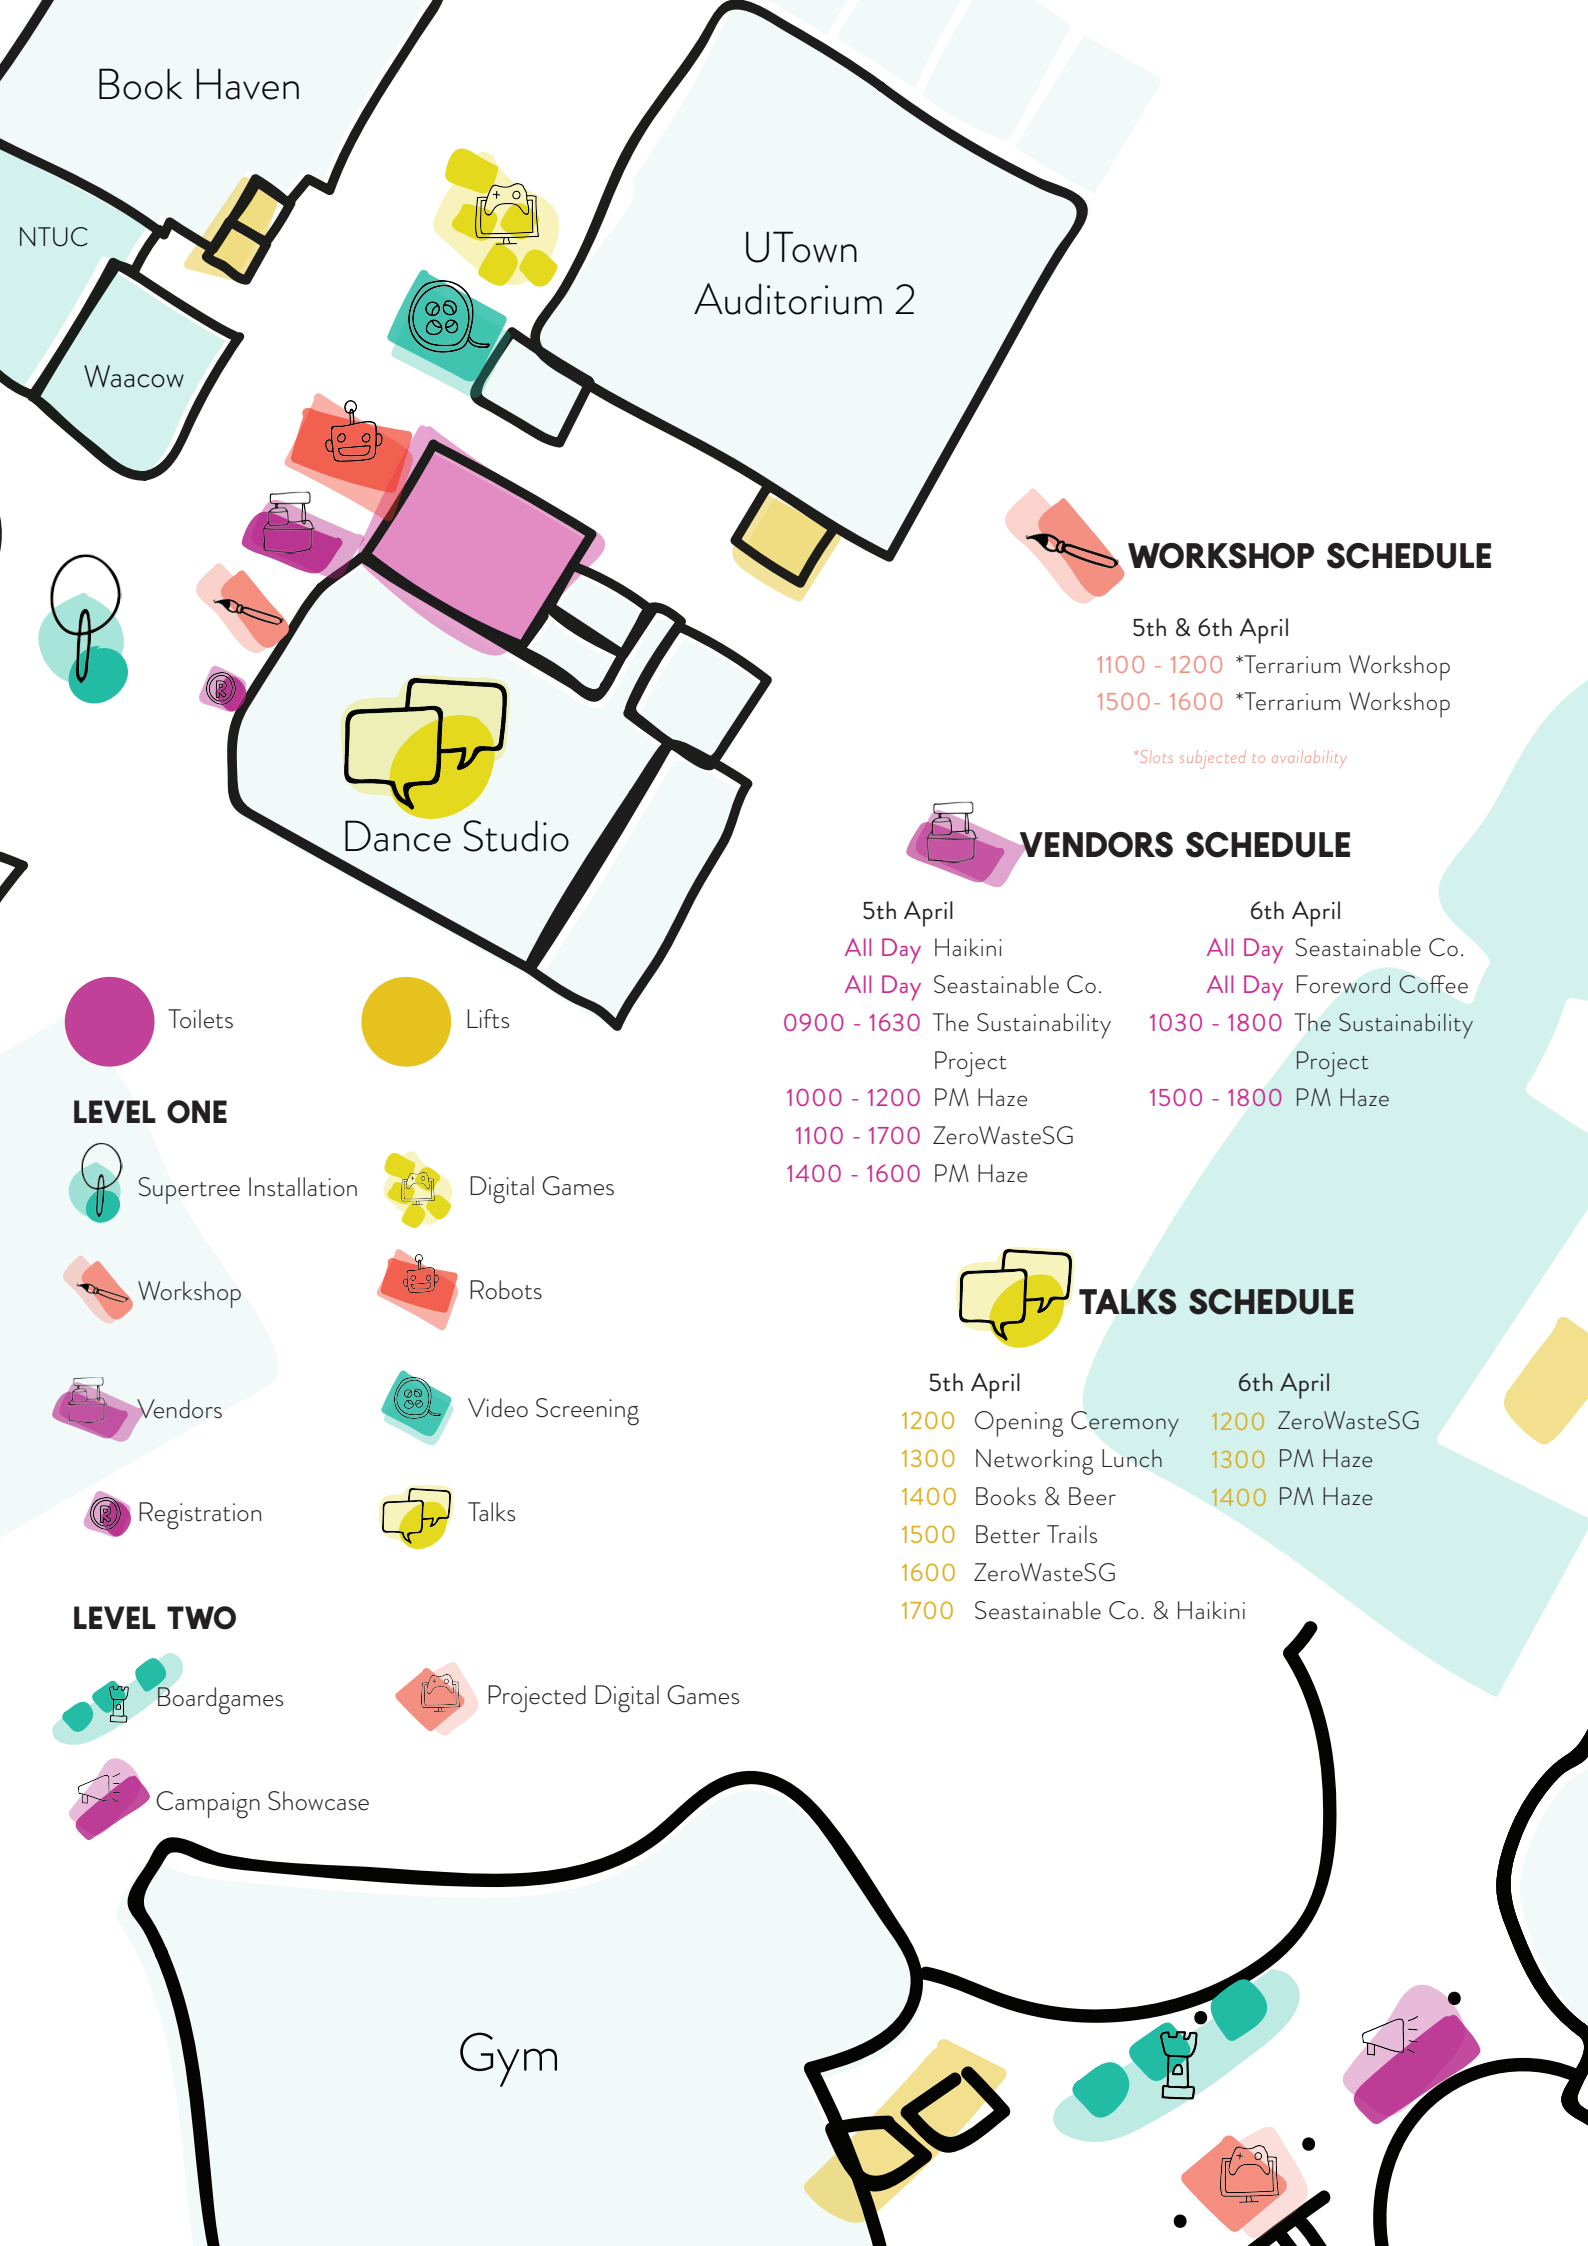 Book Haven
NTUC
Waacow
UTown
Auditorium 2
R
Dance Studio
WORKSHOP SCHEDULE
5th & 6th April
1100 - 1200 *Terrarium Workshop
1500- 1600 *Terrarium Workshop
*Slots subjected to availability
VENDORS SCHEDULE
5th April
All Day Haikini
All Day Seastainable Co.
0900 - 1630 The Sustainability
Project
1000 - 1200 PM Haze
1100 - 1700 ZeroWasteSG
1400 - 1600 PM Haze
6th April
All Day Seastainable Co.
All Day Foreword Coffee
1030 - 1800 The Sustainability
Project
1500 - 1800 PM Haze
Toilets
Lifts
LEVEL ONE
Supertree Installation
Digital Games
Workshop
Robots
Vendors
Video Screening
R
Registration
Talks
LEVEL TWO
Boardgames
Projected Digital Games
Campaign Showcase
TALKS SCHEDULE
5th April
1200 Opening Ceremony
1300 Networking Lunch
1400 Books & Beer
1500 Better Trails
1600 ZeroWasteSG
1700 Seastainable Co. & Haikini
6th April
1200 ZeroWasteSG
1300 PM Haze
1400 PM Haze
Gym